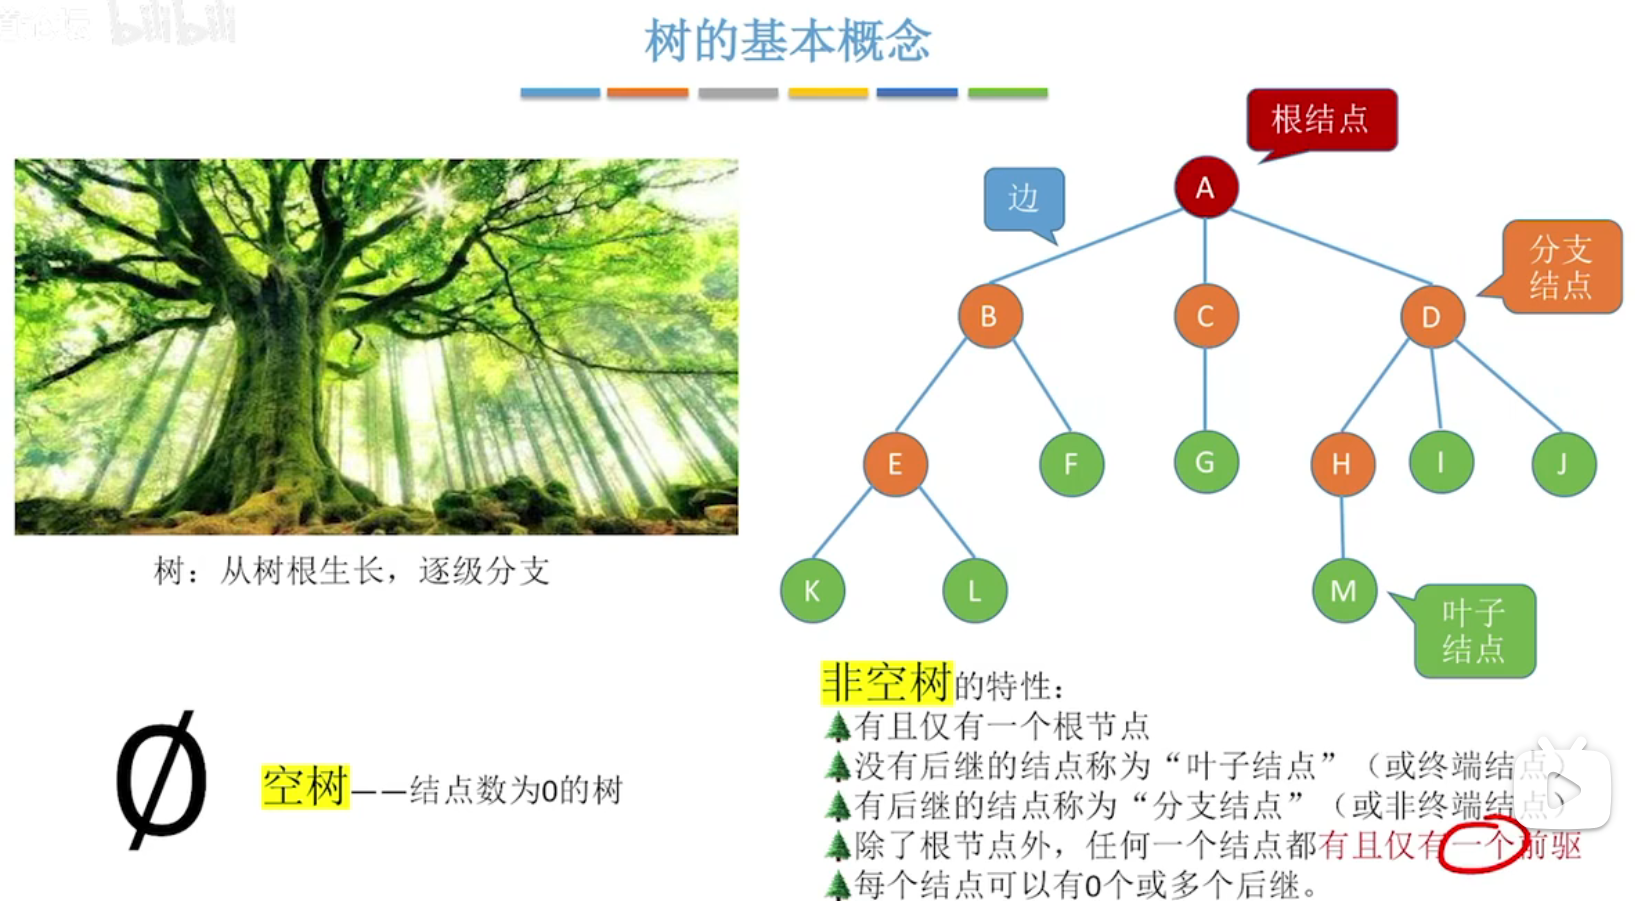 bilibili
树的基本概念
根结点
A
边
分支
结点
B
C
D
E
F
G
H
I
J
K
L
M
叶子
结点
树：从树根生长，逐级分支
Ø
空树——结点数为0的树
非空树的特性：
有且仅有一个根节点
没有后继的结点称为“叶子结点”（或终端结点）
有后继的结点称为“分支结点”（或非终端结点）
除了根节点外，任何一个结点都有且仅有一个前驱
每个结点可以有0个或多个后继。